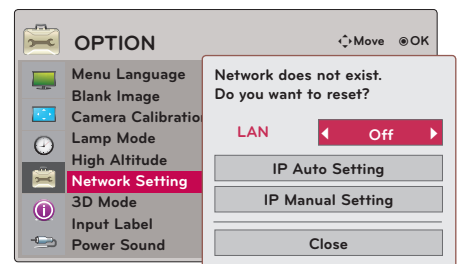 OPTION
Move OK
Menu Language
Blank Image
Camera Calibratio
Lamp Mode
High Altitude
Network Setting
3D Mode
Input Label
Power Sound
Network does not exist.
Do you want to reset?
LAN Off
IP Auto Setting
IP Manual Setting
Close